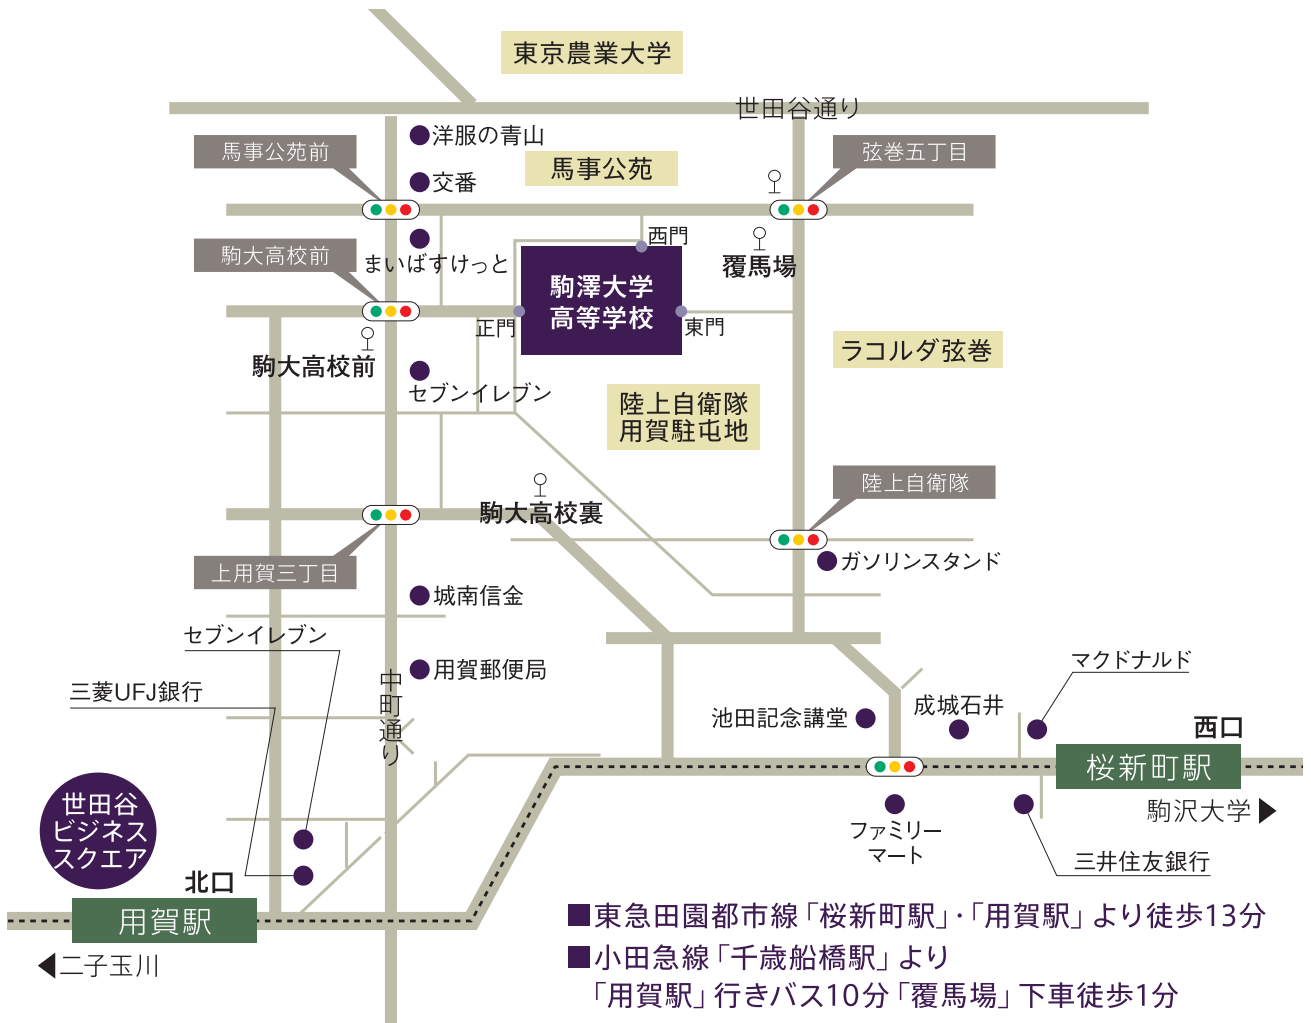 東京農業大学
世田谷通り
洋服の青山
馬事公苑前
弦巻五丁目
馬事公苑
交番
西門
まいばすけっと
駒大高校前
覆馬場
駒澤大学
高等学校
正門
東門
駒大高校前
ラコルダ弦巻
セブンイレブン
陸上自衛隊
用賀駐屯地
陸上自衛隊
駒大高校裏
ガソリンスタンド
上用賀三丁目
城南信金
セブンイレブン
用賀郵便局
マクドナルド
三菱UFJ銀行
中町通り
池田記念講堂
成城石井
西口
桜新町駅
世田谷
ビジネス
スクエア
駒沢大学▶
ファミリー
マート
三井住友銀行
北口
用賀駅
◀二子玉川
■東急田園都市線「桜新町駅」・「用賀駅」より徒歩13分
■小田急線「千歳船橋駅」より
「用賀駅」行きバス10分「覆馬場」下車徒歩1分